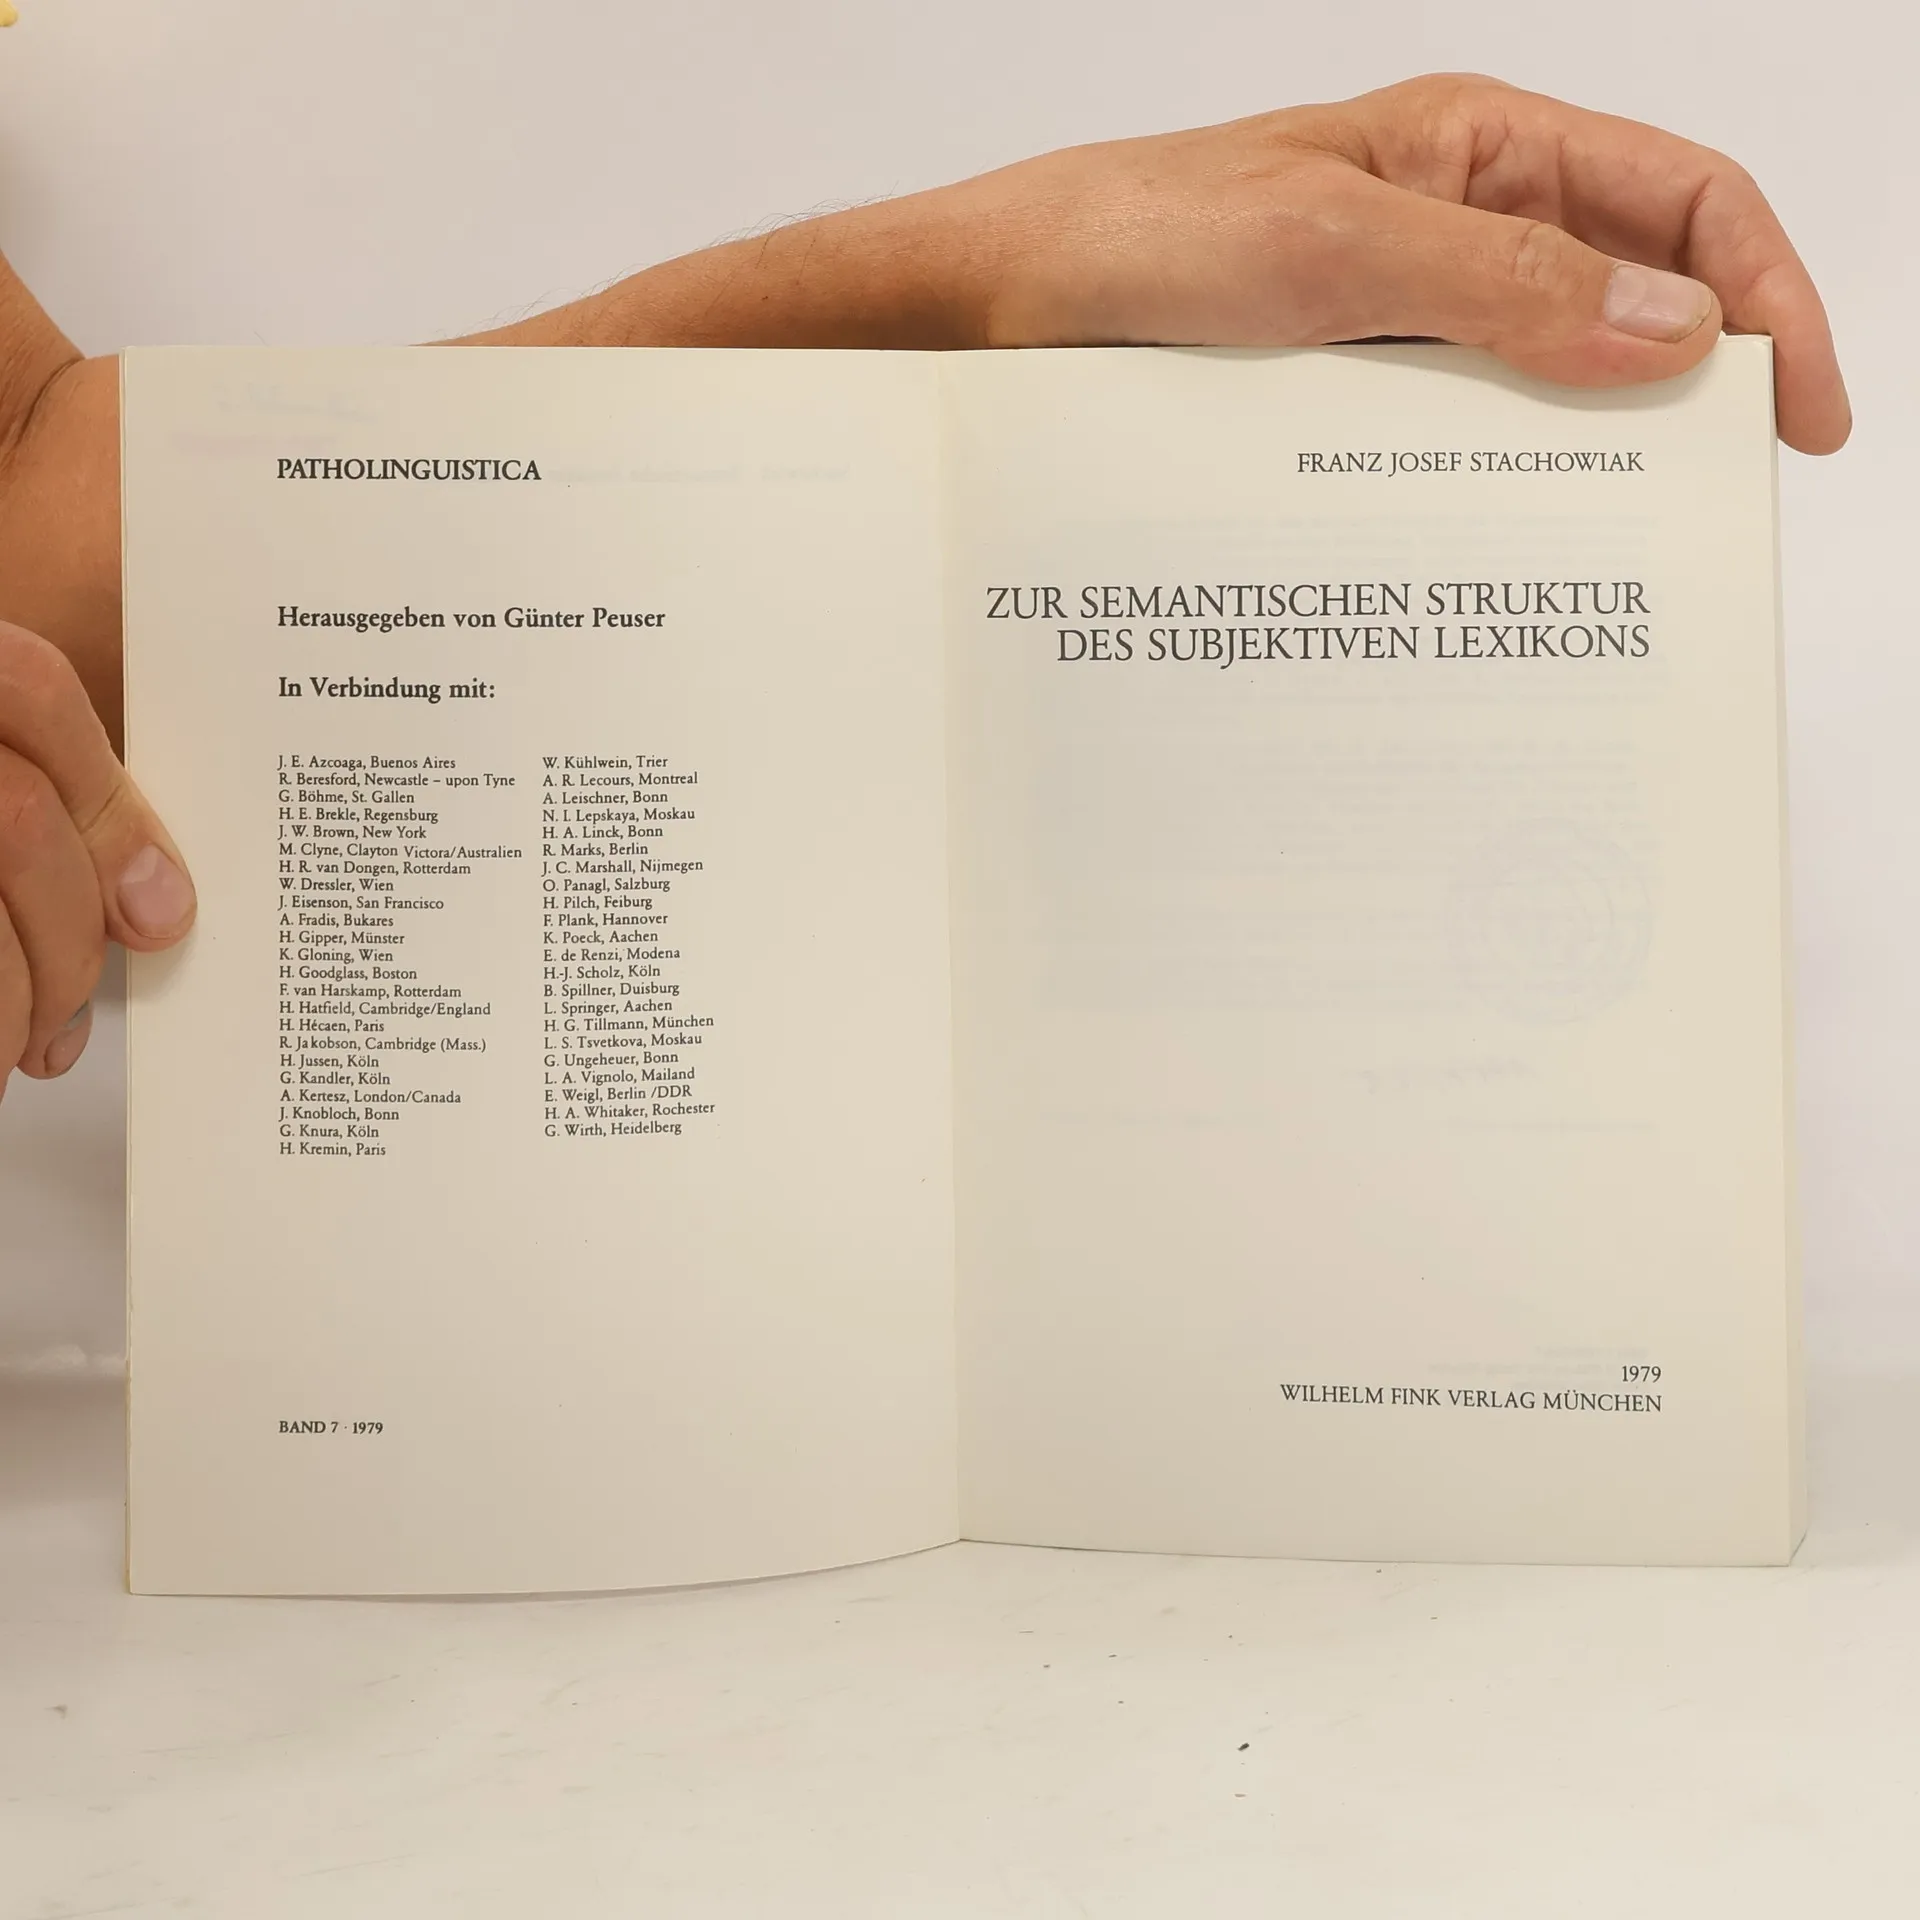 PATHOLINGUISTICA
Herausgegeben von Günter Peuser
In Verbindung mit:
J. E. Azcoaga, Buenos Aires
R. Beresford, Newcastle – upon Tyne
G. Böhme, St. Gallen
H. E. Brekle, Regensburg
J. W. Brown, New York
M. Clyne, Clayton Victora/Australien
H. R. van Dongen, Rotterdam
W. Dressler, Wien
J. Eisenson, San Francisco
A. Fradis, Bukares
H. Gipper, Münster
K. Gloning, Wien
H. Goodglass, Boston
F. van Harskamp, Rotterdam
H. Hatfield, Cambridge/England
H. Hécaen, Paris
R. Jakobson, Cambridge (Mass.)
H. Jussen, Köln
G. Kandler, Köln
A. Kertesz, London/Canada
J. Knobloch, Bonn
G. Knura, Köln
H. Kremin, Paris
W. Kühlwein, Trier
A. R. Lecours, Montreal
A. Leischner, Bonn
N. I. Lepskaya, Moskau
H. A. Linck, Bonn
R. Marks, Berlin
J. C. Marshall, Nijmegen
O. Panagl, Salzburg
H. Pilch, Feiburg
F. Plank, Hannover
K. Poeck, Aachen
E. de Renzi, Modena
H.-J. Scholz, Köln
B. Spillner, Duisburg
L. Springer, Aachen
H. G. Tillmann, München
L. S. Tsvetkova, Moskau
G. Ungeheuer, Bonn
L. A. Vignolo, Mailand
E. Weigl, Berlin /DDR
H. A. Whitaker, Rochester
G. Wirth, Heidelberg
BAND 7 · 1979
FRANZ JOSEF STACHOWIAK
ZUR SEMANTISCHEN STRUKTUR
DES SUBJEKTIVEN LEXIKONS
1979
WILHELM FINK VERLAG MÜNCHEN